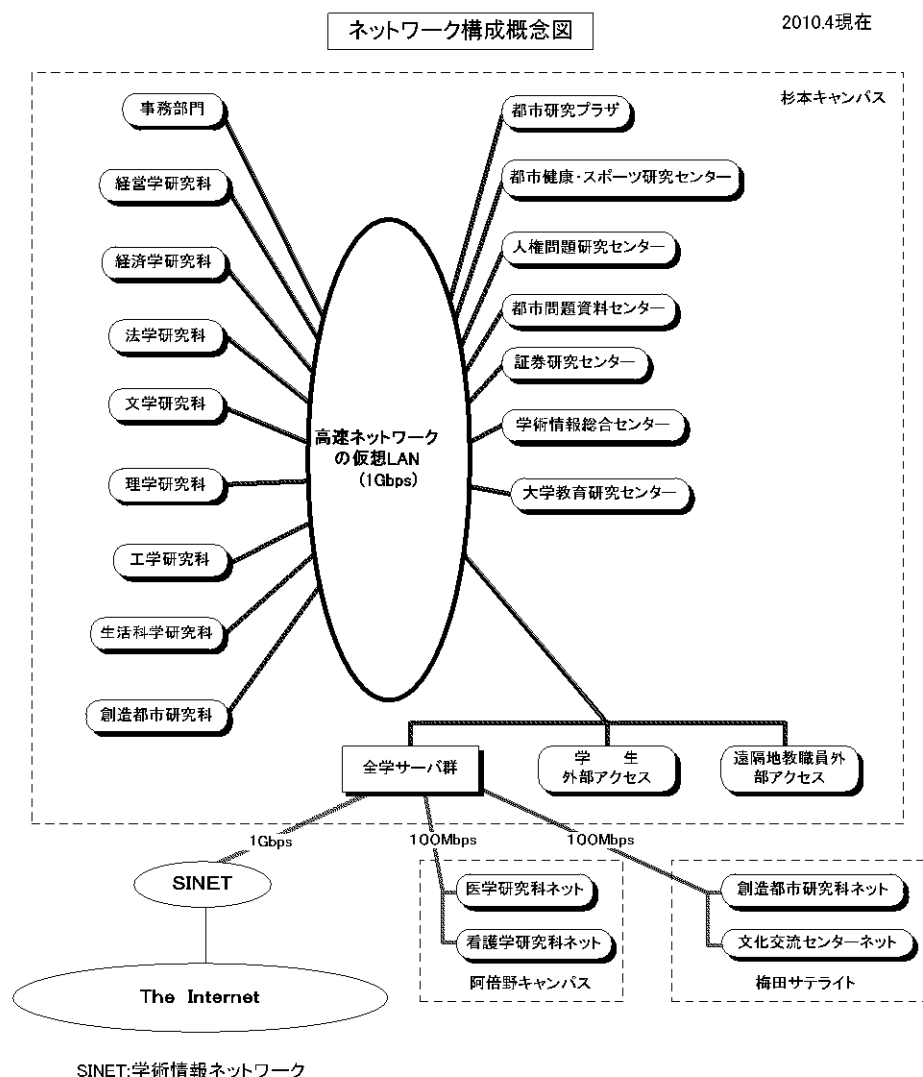 ネットワーク構成概念図
2010.4現在
杉本キャンパス
事務部門
経営学研究科
経済学研究科
法学研究科
文学研究科
理学研究科
工学研究科
生活科学研究科
創造都市研究科
高速ネットワーク
の仮想LAN
(1Gbps)
都市研究プラザ
都市健康・スポーツ研究センター
人権問題研究センター
都市問題資料センター
証券研究センター
学術情報総合センター
大学教育研究センター
全学サーバ群
学 生
外部アクセス
遠隔地教職員外
部アクセス
1Gbps
100Mbps
100Mbps
SINET
The Internet
医学研究科ネット
看護学研究科ネット
阿倍野キャンパス
創造都市研究科ネット
文化交流センターネット
梅田サテライト
SINET:学術情報ネットワーク